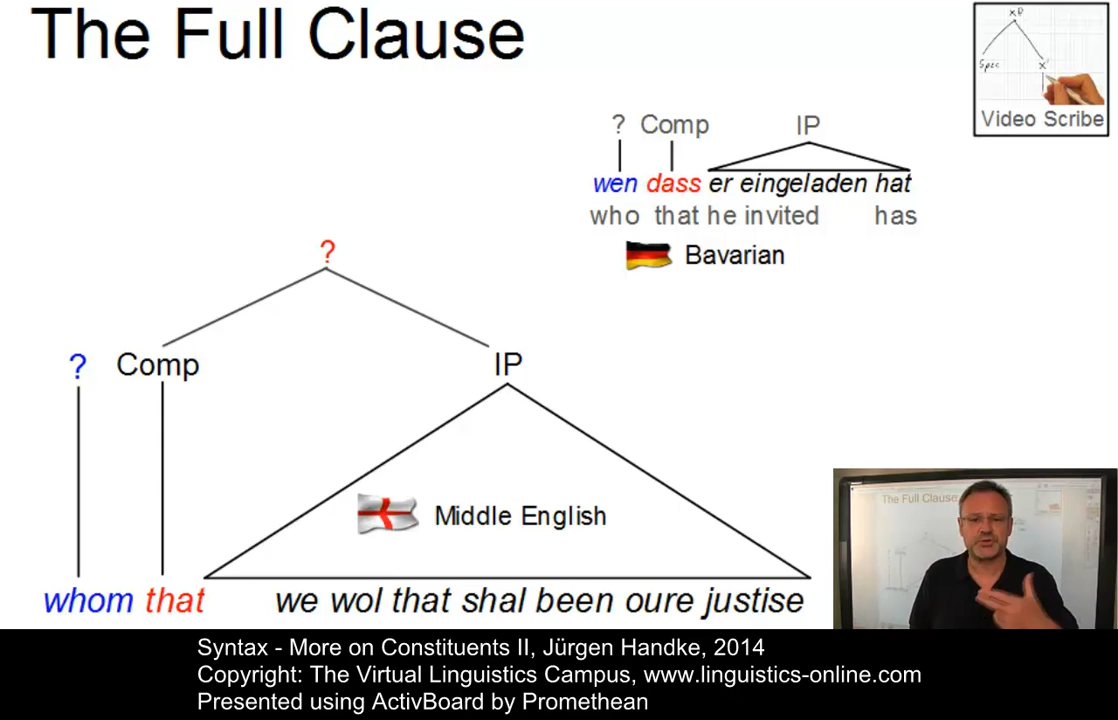 The Full Clause
XP
Spec X'
Video Scribe
? Comp IP
wen dass er eingeladen hat
who that he invited has
Bavarian
?
? Comp IP
Middle English
whom that we wol that shal been oure justise
The Full Clause
Syntax - More on Constituents II, Jürgen Handke, 2014
Copyright: The Virtual Linguistics Campus, www.linguistics-online.com
Presented using ActivBoard by Promethean